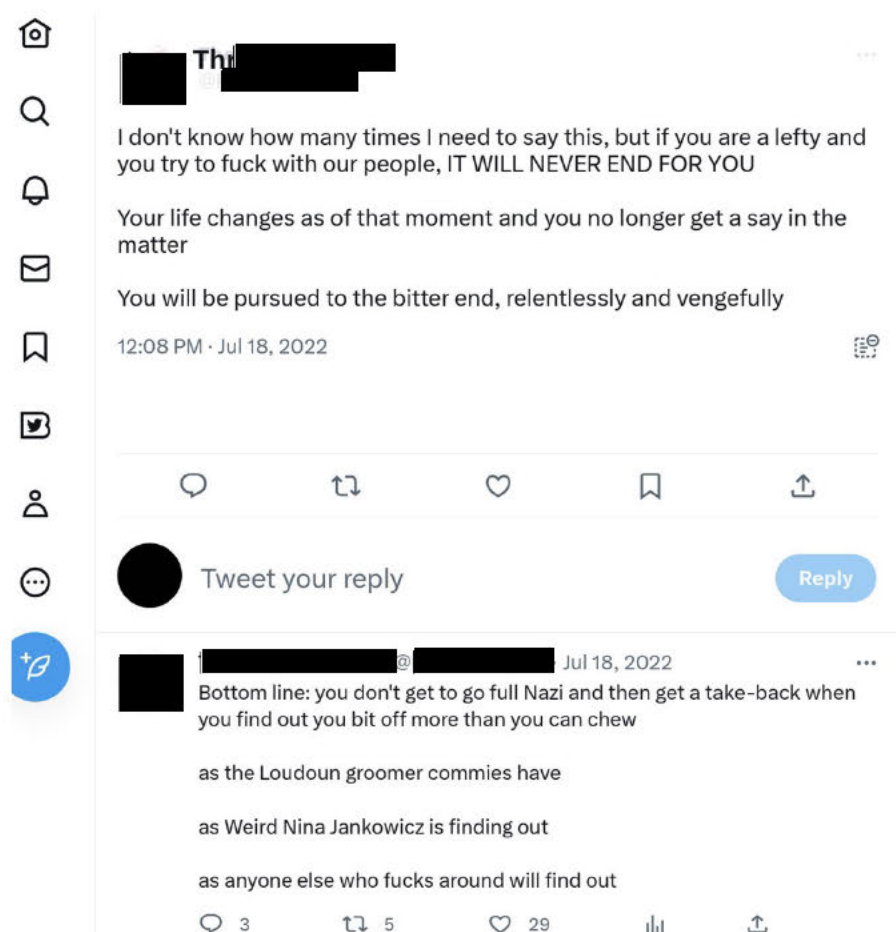 Thr
@
I don't know how many times I need to say this, but if you are a lefty and
you try to fuck with our people, IT WILL NEVER END FOR YOU
Your life changes as of that moment and you no longer get a say in the
matter
You will be pursued to the bitter end, relentlessly and vengefully
12:08 PM · Jul 18, 2022
Tweet your reply
Reply
@ Jul 18, 2022
Bottom line: you don't get to go full Nazi and then get a take-back when
you find out you bit off more than you can chew
as the Loudoun groomer commies have
as Weird Nina Jankowicz is finding out
as anyone else who fucks around will find out
3 5 29